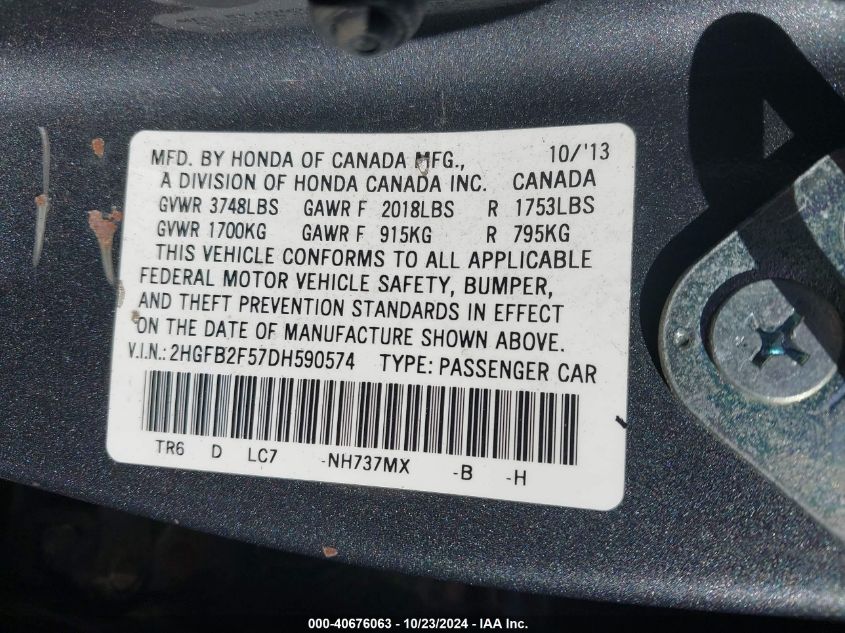 MFD. BY HONDA OF CANADA MFG., 10/'13
A DIVISION OF HONDA CANADA INC. CANADA
GVWR 3748LBS GAWR F 2018LBS R 1753LBS
GVWR 1700KG GAWR F 915KG R 795KG
THIS VEHICLE CONFORMS TO ALL APPLICABLE
FEDERAL MOTOR VEHICLE SAFETY, BUMPER,
AND THEFT PREVENTION STANDARDS IN EFFECT
ON THE DATE OF MANUFACTURE SHOWN ABOVE.
V.I.N.: 2HGFB2F57DH590574 TYPE: PASSENGER CAR
TR6 D LC7 -NH737MX -B -H
000-40676063 - 10/23/2024 - IAA Inc.